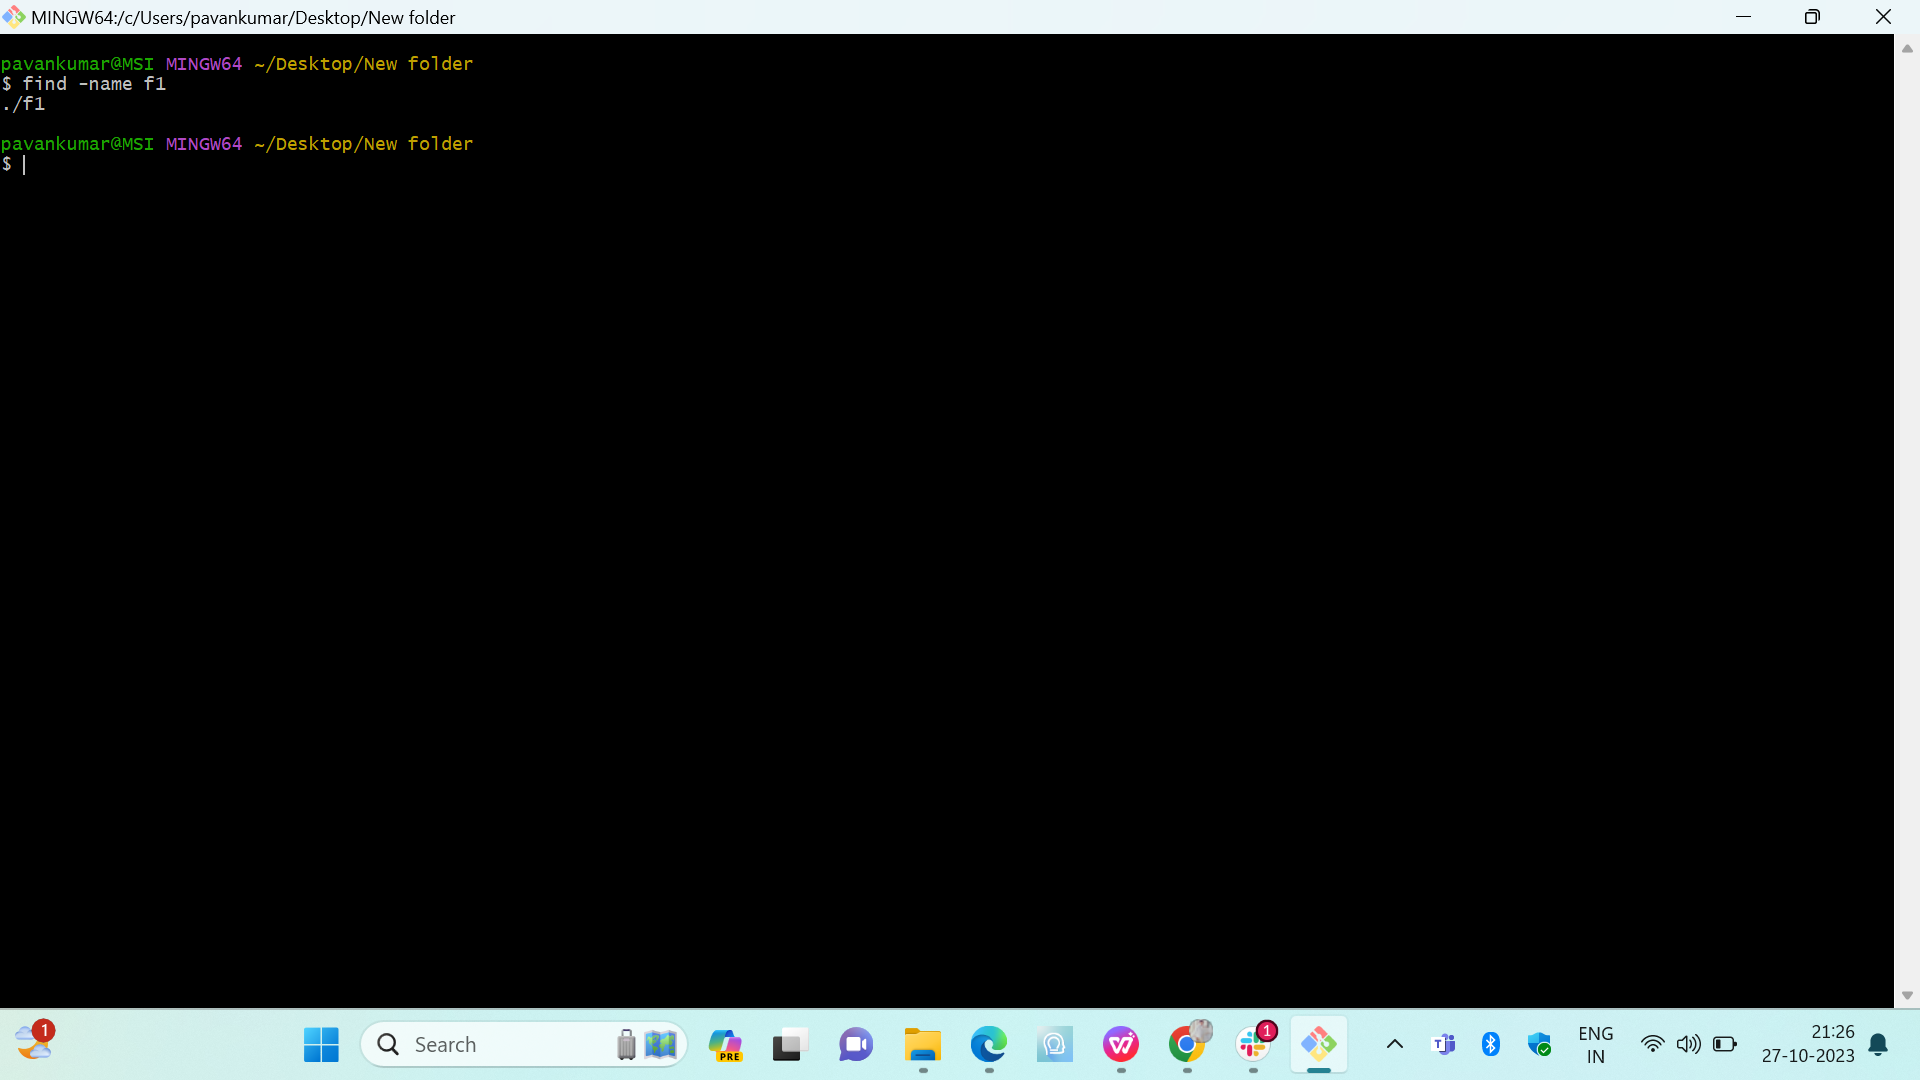 MINGW64:/c/Users/pavankumar/Desktop/New folder
pavankumar@MSI MINGW64 ~/Desktop/New folder
$ find -name f1
./f1
pavankumar@MSI MINGW64 ~/Desktop/New folder
$
1
Search
PRE
1
ENG
IN
21:26
27-10-2023